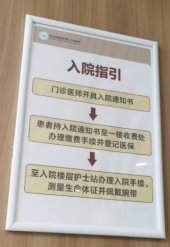 入院指引
门诊医师开具入院通知书
患者持入院通知书至一楼收费处
办理缴费手续并登记医保
至入院楼层护士站办理入院手续、
测量生命体征并佩戴腕带